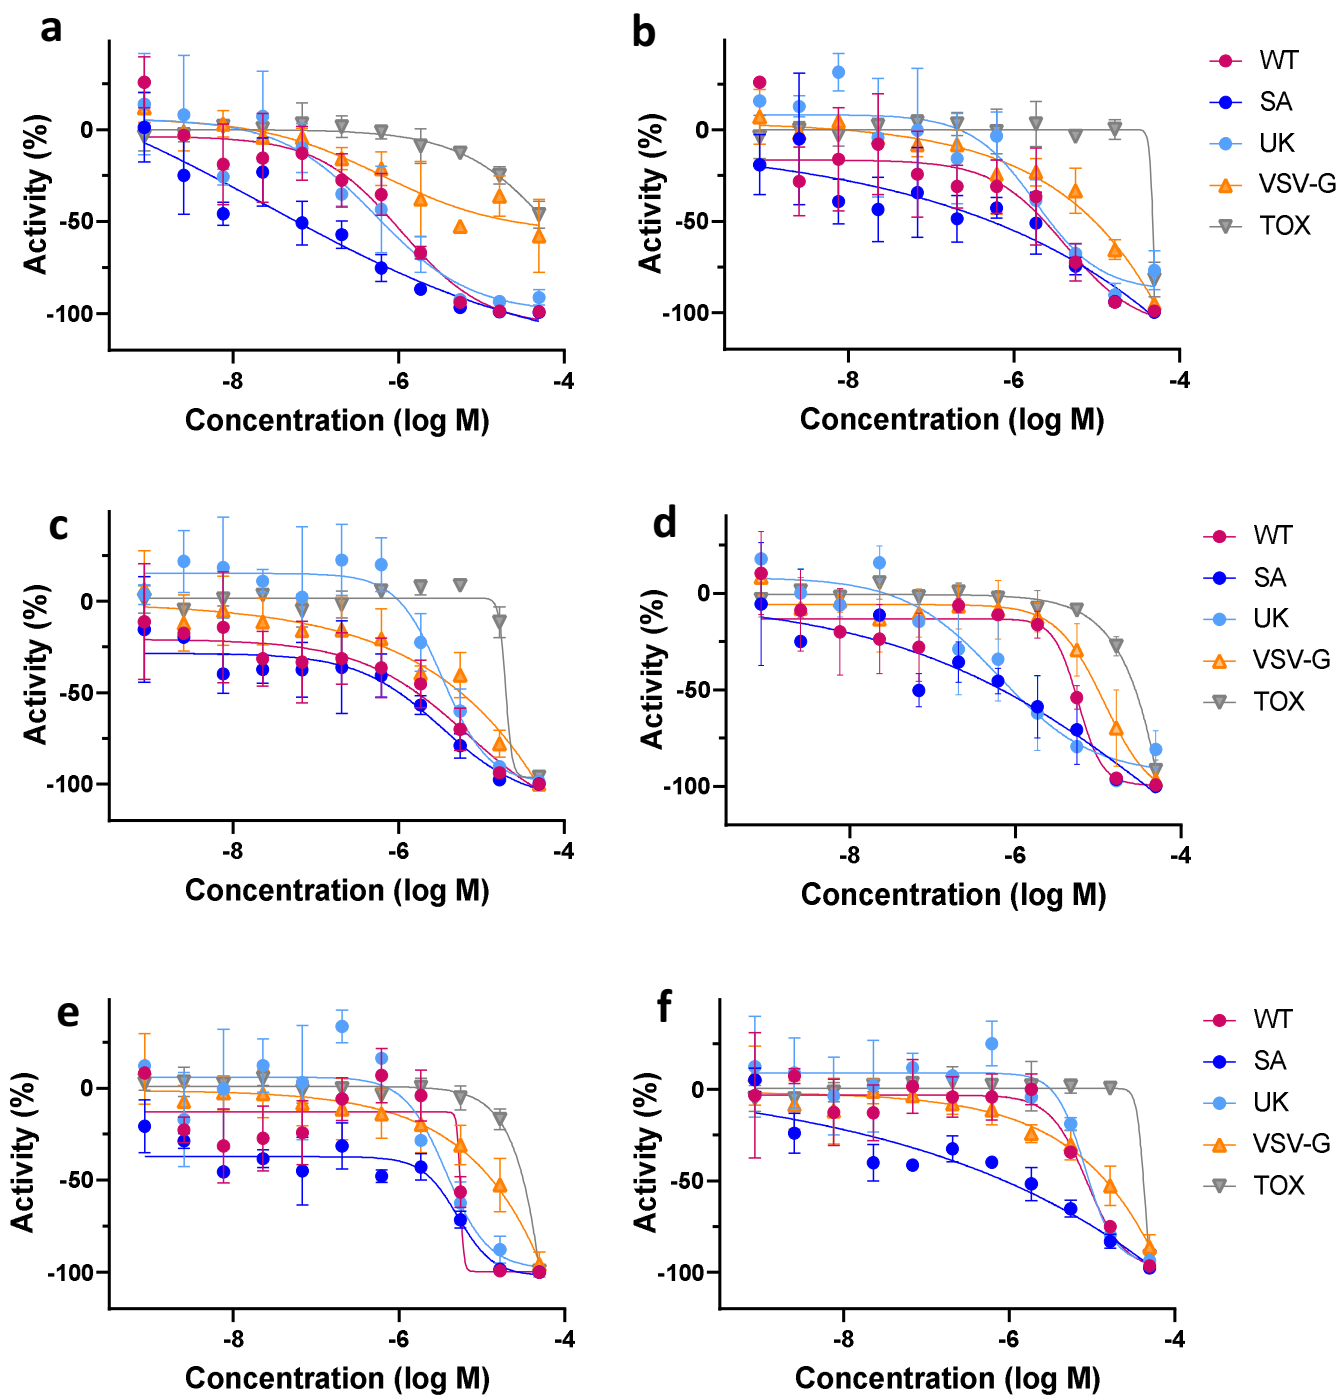 a
b
0
-50
-100
Activity (%)
-8
-6
-4
Concentration (log M)
0
-50
-100
Activity (%)
-8
-6
-4
Concentration (log M)
WT
SA
UK
VSV-G
TOX
c
d
0
-50
-100
Activity (%)
-8
-6
-4
Concentration (log M)
0
-50
-100
Activity (%)
-8
-6
-4
Concentration (log M)
WT
SA
UK
VSV-G
TOX
e
f
0
-50
-100
Activity (%)
-8
-6
-4
Concentration (log M)
0
-50
-100
Activity (%)
-8
-6
-4
Concentration (log M)
WT
SA
UK
VSV-G
TOX